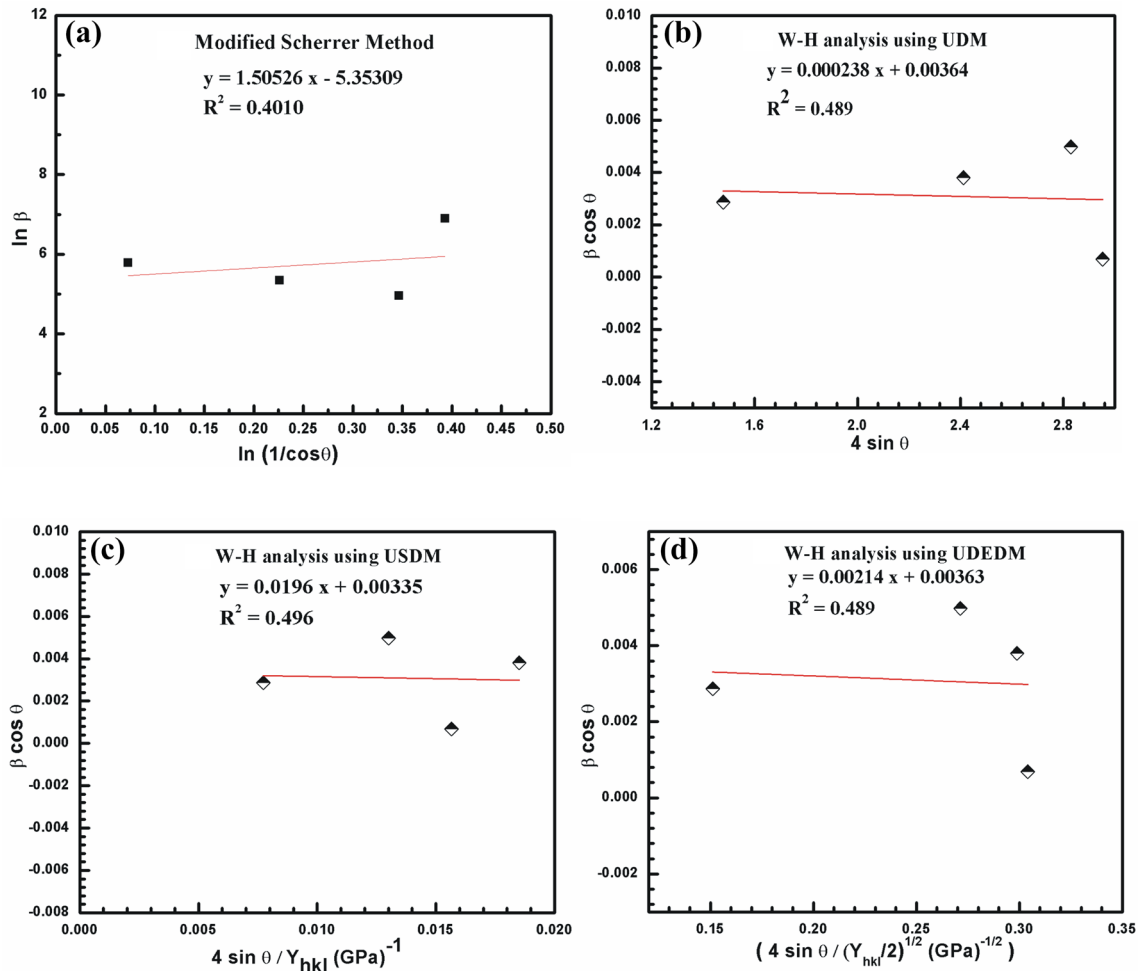 (a)
Modified Scherrer Method
y = 1.50526 x - 5.35309
R² = 0.4010
12
10
8
6
4
2
ln β
0.00 0.05 0.10 0.15 0.20 0.25 0.30 0.35 0.40 0.45 0.50
ln (1/cosθ)
(b)
W-H analysis using UDM
y = 0.000238 x + 0.00364
R² = 0.489
0.010
0.008
0.006
0.004
0.002
0.000
-0.002
-0.004
β cos θ
1.2 1.6 2.0 2.4 2.8
4 sin θ
(c)
W-H analysis using USDM
y = 0.0196 x + 0.00335
R² = 0.496
0.010
0.008
0.006
0.004
0.002
0.000
-0.002
-0.004
-0.006
-0.008
β cos θ
0.000 0.005 0.010 0.015 0.020
4 sin θ / Yhkl (GPa)⁻¹
(d)
W-H analysis using UDEDM
y = 0.00214 x + 0.00363
R² = 0.489
0.006
0.004
0.002
0.000
-0.002
β cos θ
0.15 0.20 0.25 0.30 0.35
( 4 sin θ / (Yhkl/2)^1/2 (GPa)^-1/2 )